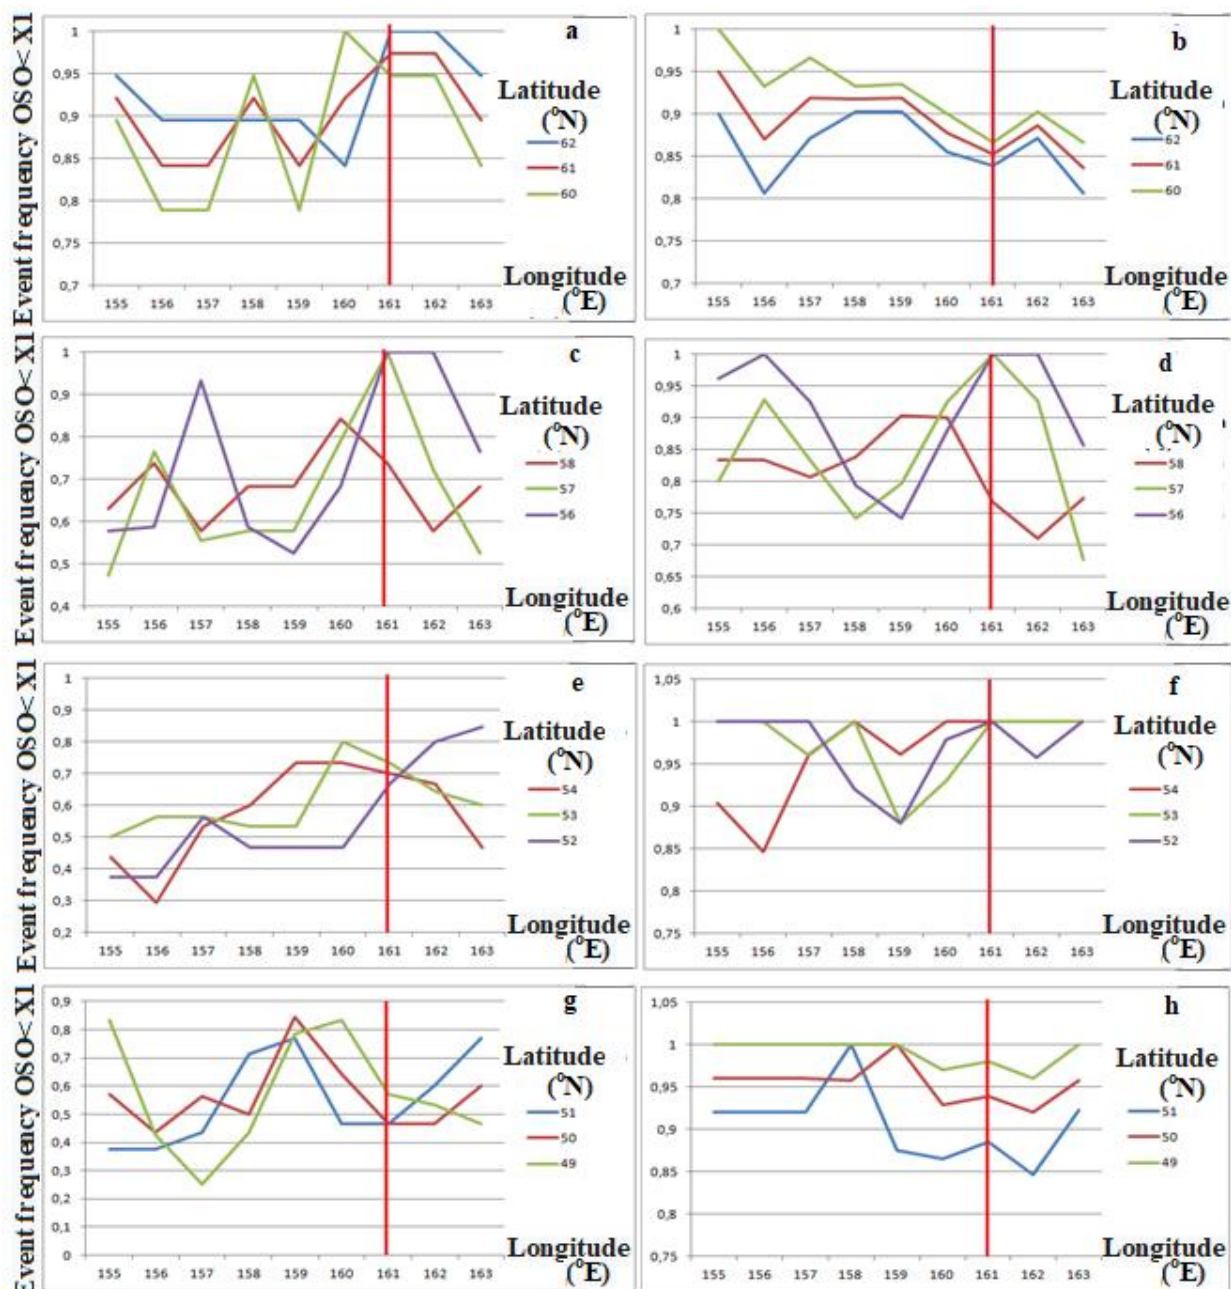 Event frequency OSO< X1
a
1
0,95
0,9
0,85
0,8
0,75
0,7
155 156 157 158 159 160 161 162 163
Latitude
(⁰N)
62
61
60
Longitude
(⁰E)
b
1
0,95
0,9
0,85
0,8
0,75
0,7
155 156 157 158 159 160 161 162 163
Latitude
(⁰N)
62
61
60
Longitude
(⁰E)
Event frequency OSO< X1
c
1
0,9
0,8
0,7
0,6
0,5
0,4
155 156 157 158 159 160 161 162 163
Latitude
(⁰N)
58
57
56
Longitude
(⁰E)
d
1
0,95
0,9
0,85
0,8
0,75
0,7
0,65
0,6
155 156 157 158 159 160 161 162 163
Latitude
(⁰N)
58
57
56
Longitude
(⁰E)
Event frequency OSO< X1
e
1
0,9
0,8
0,7
0,6
0,5
0,4
0,3
0,2
155 156 157 158 159 160 161 162 163
Latitude
(⁰N)
54
53
52
Longitude
(⁰E)
f
1,05
1
0,95
0,9
0,85
0,8
0,75
155 156 157 158 159 160 161 162 163
Latitude
(⁰N)
54
53
52
Longitude
(⁰E)
Event frequency OSO< X1
g
0,9
0,8
0,7
0,6
0,5
0,4
0,3
0,2
0,1
0
155 156 157 158 159 160 161 162 163
Latitude
(⁰N)
51
50
49
Longitude
(⁰E)
h
1,05
1
0,95
0,9
0,85
0,8
0,75
155 156 157 158 159 160 161 162 163
Latitude
(⁰N)
51
50
49
Longitude
(⁰E)